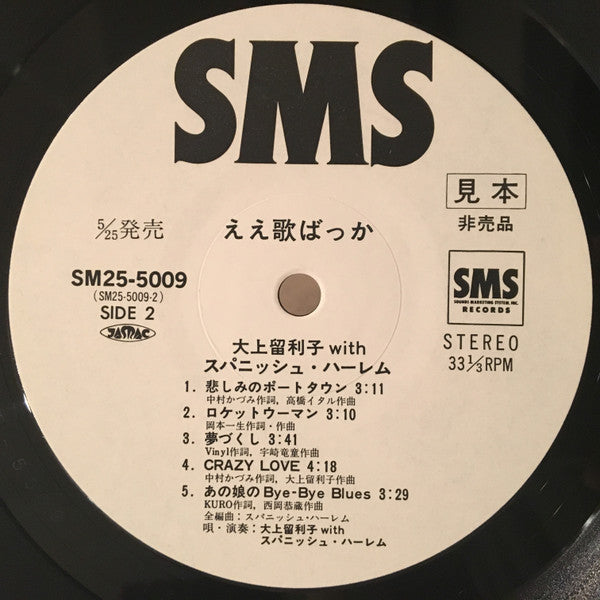 SMS
見本
非売品
5/25発売
ええ歌ばっか
SM25-5009
(SM25-5009-2)
SIDE 2
JASRAC
SMS
SOUNDS MARKETING SYSTEM, INC.
RECORDS
STEREO
33 1/3 RPM
大上留利子 with
スパニッシュ・ハーレム
1. 悲しみのポートタウン 3:11
中村かづみ作詞, 高橋イタル作曲
2. ロケットウーマン 3:10
岡本一生作詞・作曲
3. 夢づくし 3:41
Vinyl作詞, 宇崎竜童作曲
4. CRAZY LOVE 4:18
中村かづみ作詞, 大上留利子作曲
5. あの娘のBye-Bye Blues 3:29
KURO作詞, 西岡恭蔵作曲
全編曲：スパニッシュ・ハーレム
唄・演奏：大上留利子 with
スパニッシュ・ハーレム